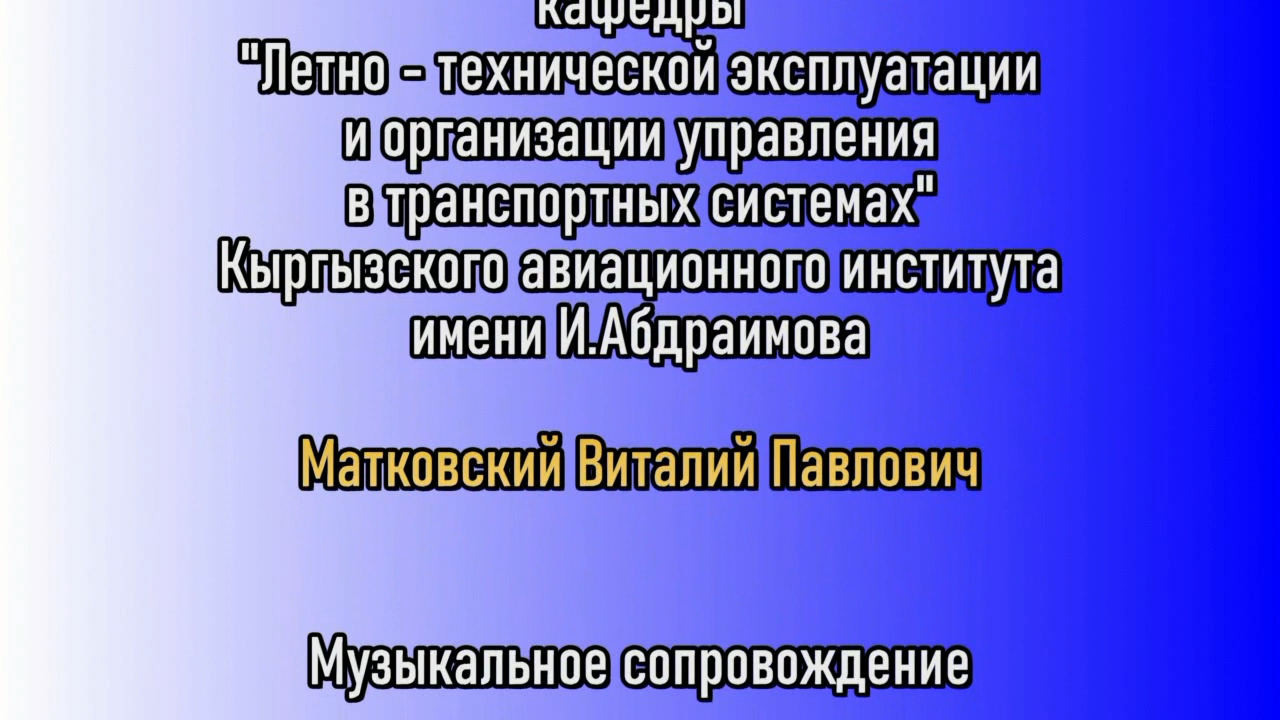 кафедры
"Летно - технической эксплуатации
и организации управления
в транспортных системах"
Кыргызского авиационного института
имени И.Абдраимова
Матковский Виталий Павлович
Музыкальное сопровождение